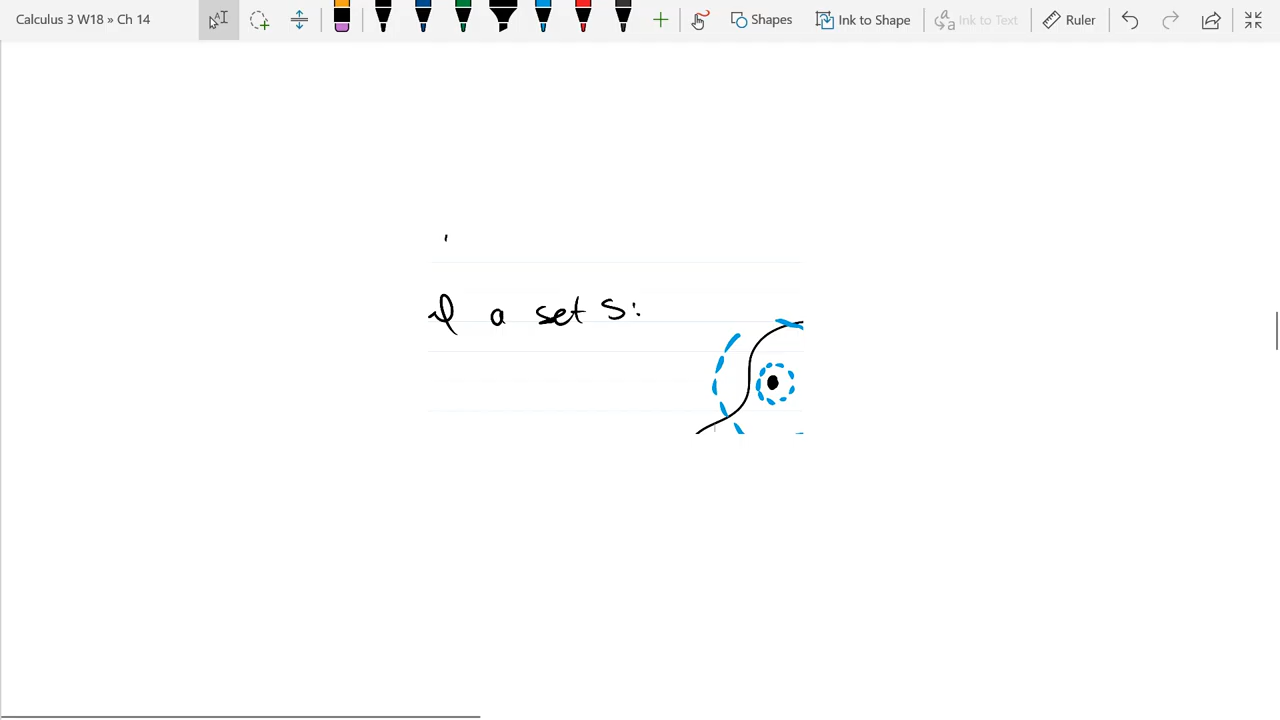 Calculus 3 W18 » Ch 14
Shapes
Ink to Shape
Ink to Text
Ruler
a set S: